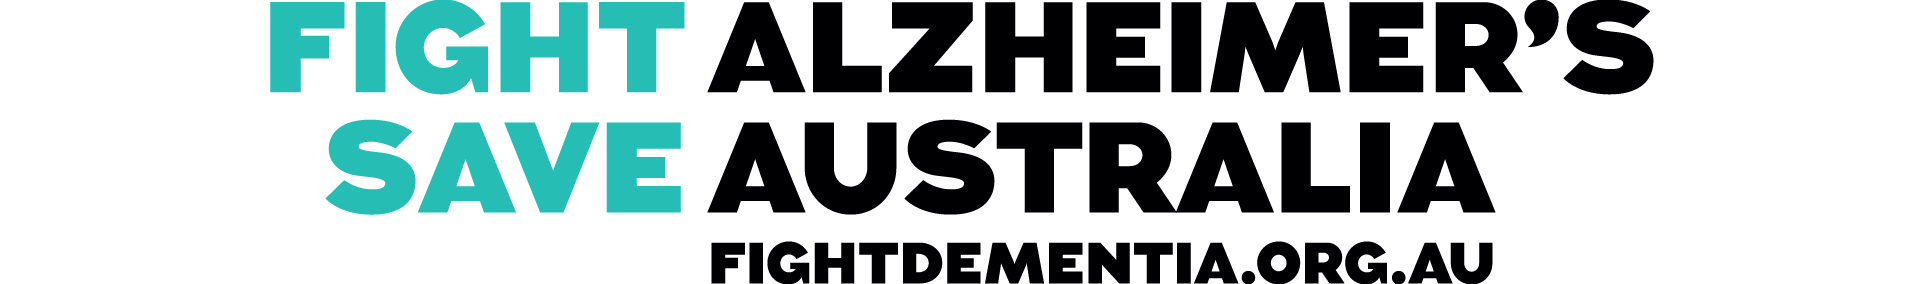 FIGHT ALZHEIMER'S
SAVE AUSTRALIA
FIGHTDEMENTIA.ORG.AU